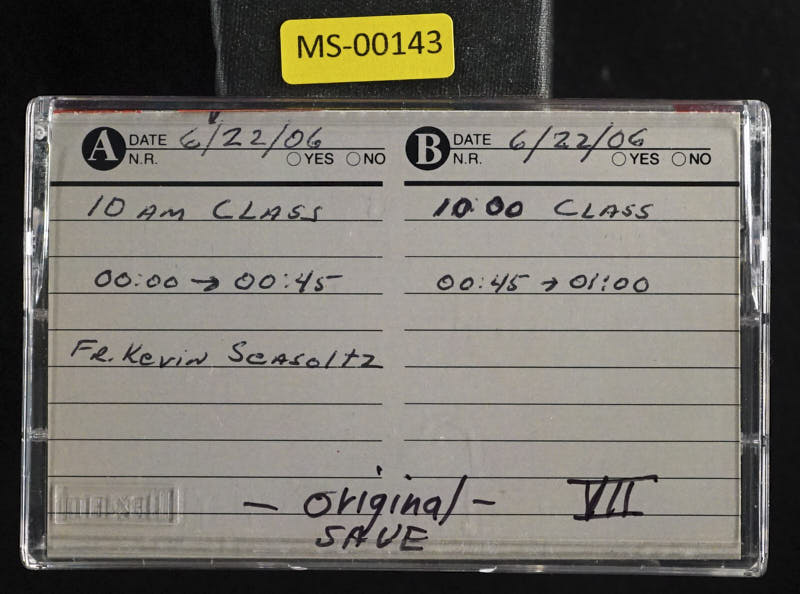 MS-00143
A DATE 6/22/06
N.R. YES NO
10 AM CLASS
00:00 → 00:45
Fr. Kevin Seasoltz
B DATE 6/22/06
N.R. YES NO
10:00 CLASS
00:45 → 01:00
- original - VII
SAVE